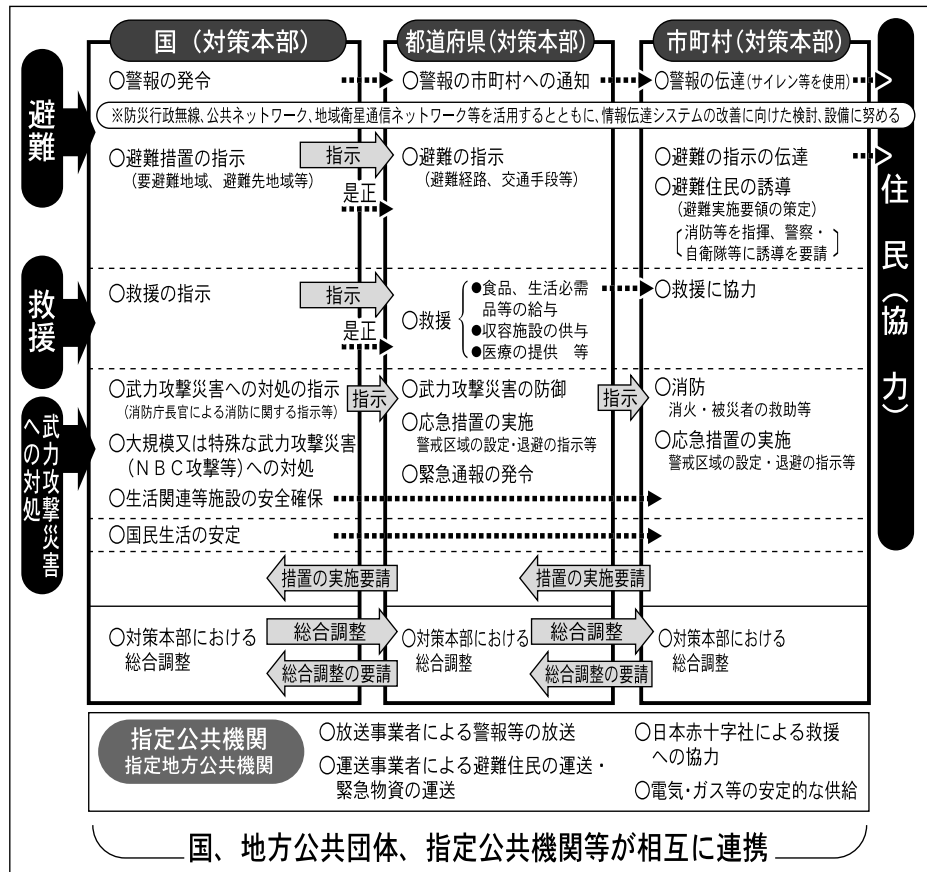 国（対策本部）
都道府県（対策本部）
市町村（対策本部）
避難
○警報の発令
○警報の市町村への通知
○警報の伝達（サイレン等を使用）
※防災行政無線、公共ネットワーク、地域衛星通信ネットワーク等を活用するとともに、情報伝達システムの改善に向けた検討、設備に努める
○避難措置の指示
（要避難地域、避難先地域等）
指示
是正
○避難の指示
（避難経路、交通手段等）
○避難の指示の伝達
○避難住民の誘導
（避難実施要領の策定）
消防等を指揮、警察・
自衛隊等に誘導を要請
住民（協力）
救援
○救援の指示
指示
是正
○救援
●食品、生活必需
品等の給与
●収容施設の供与
●医療の提供　等
○救援に協力
武力攻撃災害
への対処
○武力攻撃災害への対処の指示
（消防庁長官による消防に関する指示等）
○大規模又は特殊な武力攻撃災害
（ＮＢＣ攻撃等）への対処
○生活関連等施設の安全確保
指示
○武力攻撃災害の防御
○応急措置の実施
警戒区域の設定・退避の指示等
○緊急通報の発令
指示
○消防
消火・被災者の救助等
○応急措置の実施
警戒区域の設定・退避の指示等
○国民生活の安定
措置の実施要請
措置の実施要請
○対策本部における
総合調整
総合調整
総合調整の要請
○対策本部における
総合調整
総合調整
総合調整の要請
○対策本部における
総合調整
指定公共機関
指定地方公共機関
○放送事業者による警報等の放送
○運送事業者による避難住民の運送・
緊急物資の運送
○日本赤十字社による救援
への協力
○電気・ガス等の安定的な供給
国、地方公共団体、指定公共機関等が相互に連携